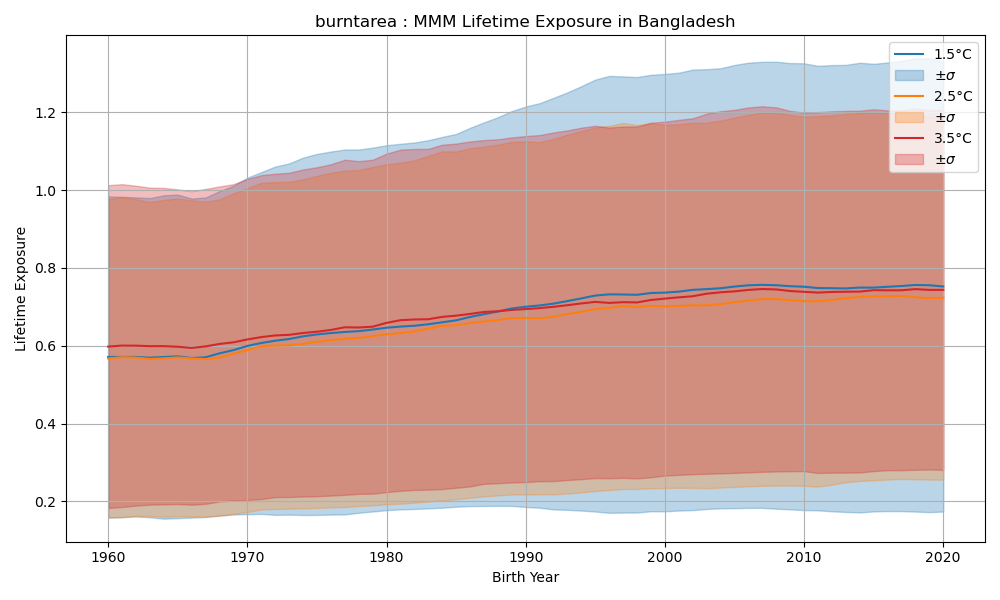 burntarea : MMM Lifetime Exposure in Bangladesh
1.5°C
±σ
2.5°C
±σ
3.5°C
±σ
Lifetime Exposure
1.2
1.0
0.8
0.6
0.4
0.2
1960 1970 1980 1990 2000 2010 2020
Birth Year